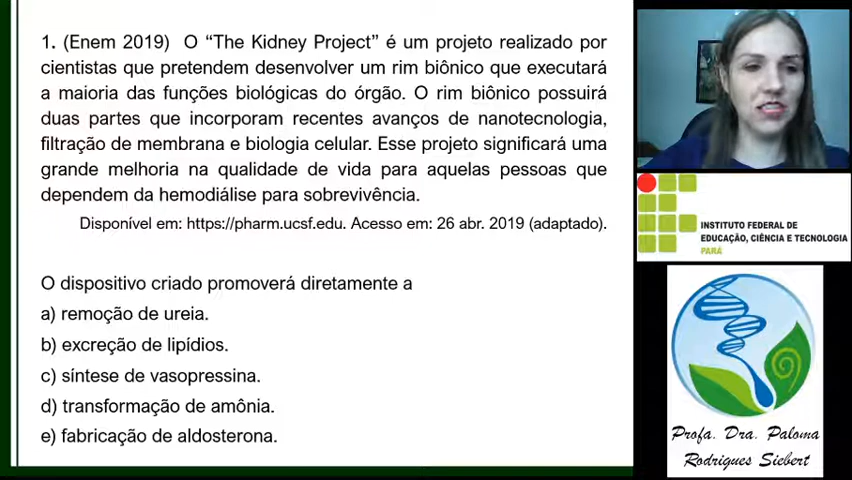 1. (Enem 2019) O “The Kidney Project” é um projeto realizado por
cientistas que pretendem desenvolver um rim biônico que executará
a maioria das funções biológicas do órgão. O rim biônico possuirá
duas partes que incorporam recentes avanços de nanotecnologia,
filtração de membrana e biologia celular. Esse projeto significará uma
grande melhoria na qualidade de vida para aquelas pessoas que
dependem da hemodiálise para sobrevivência.
Disponível em: https://pharm.ucsf.edu. Acesso em: 26 abr. 2019 (adaptado).
O dispositivo criado promoverá diretamente a
a) remoção de ureia.
b) excreção de lipídios.
c) síntese de vasopressina.
d) transformação de amônia.
e) fabricação de aldosterona.
INSTITUTO FEDERAL DE
EDUCAÇÃO, CIÊNCIA E TECNOLOGIA
PARÁ
Profa. Dra. Paloma
Rodrigues Siebert